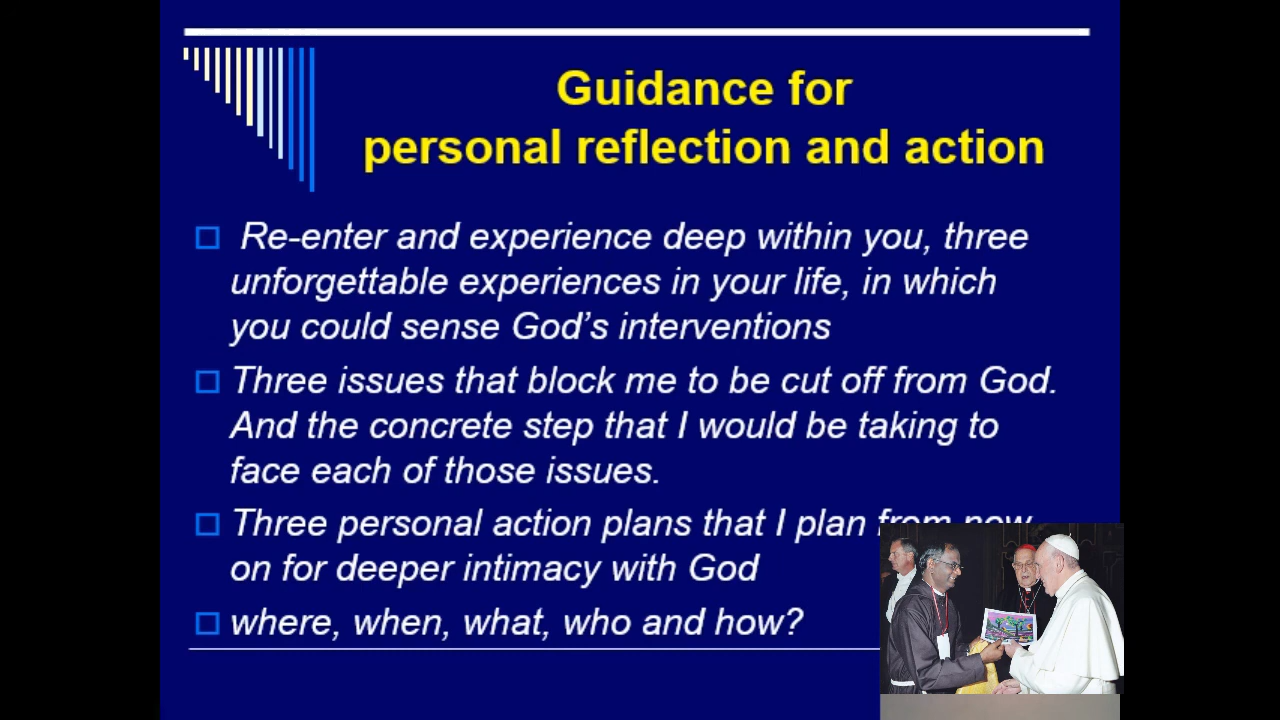 Guidance for
personal reflection and action
Re-enter and experience deep within you, three
unforgettable experiences in your life, in which
you could sense God's interventions
Three issues that block me to be cut off from God.
And the concrete step that I would be taking to
face each of those issues.
Three personal action plans that I plan from now
on for deeper intimacy with God
where, when, what, who and how?